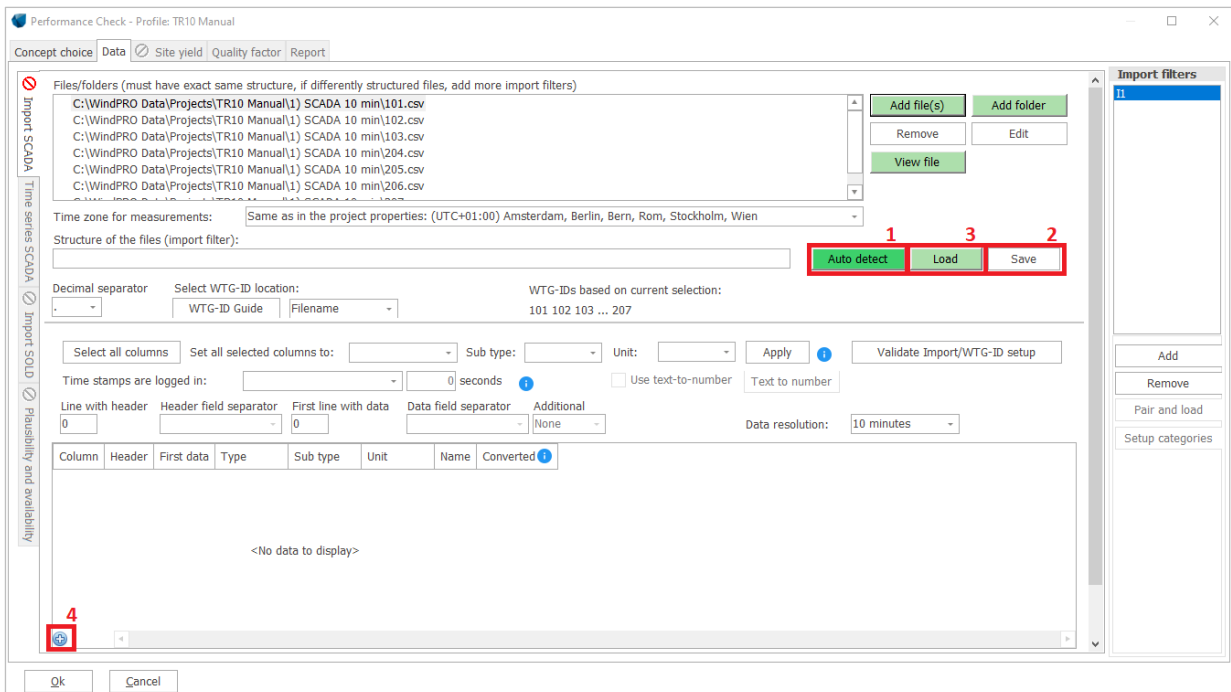 Performance Check - Profile: TR10 Manual
Concept choice Data Site yield Quality factor Report
Import SCADA
Time series SCADA
Import SOLD
Plausibility and availability
Files/folders (must have exact same structure, if differently structured files, add more import filters)
C:\WindPRO Data\Projects\TR10 Manual\1) SCADA 10 min\101.csv
C:\WindPRO Data\Projects\TR10 Manual\1) SCADA 10 min\102.csv
C:\WindPRO Data\Projects\TR10 Manual\1) SCADA 10 min\103.csv
C:\WindPRO Data\Projects\TR10 Manual\1) SCADA 10 min\204.csv
C:\WindPRO Data\Projects\TR10 Manual\1) SCADA 10 min\205.csv
C:\WindPRO Data\Projects\TR10 Manual\1) SCADA 10 min\206.csv
Add file(s) Add folder
Remove Edit
View file
Time zone for measurements: Same as in the project properties: (UTC+01:00) Amsterdam, Berlin, Bern, Rom, Stockholm, Wien
Structure of the files (import filter):
1 3 2
Auto detect Load Save
Decimal separator Select WTG-ID location: WTG-IDs based on current selection:
. WTG-ID Guide Filename 101 102 103 ... 207
Select all columns Set all selected columns to: Sub type: Unit: Apply Validate Import/WTG-ID setup
Time stamps are logged in: 0 seconds Use text-to-number Text to number
Line with header Header field separator First line with data Data field separator Additional
0 0 None Data resolution: 10 minutes
Column Header First data Type Sub type Unit Name Converted
<No data to display>
4
Import filters
I1
Add
Remove
Pair and load
Setup categories
Ok Cancel